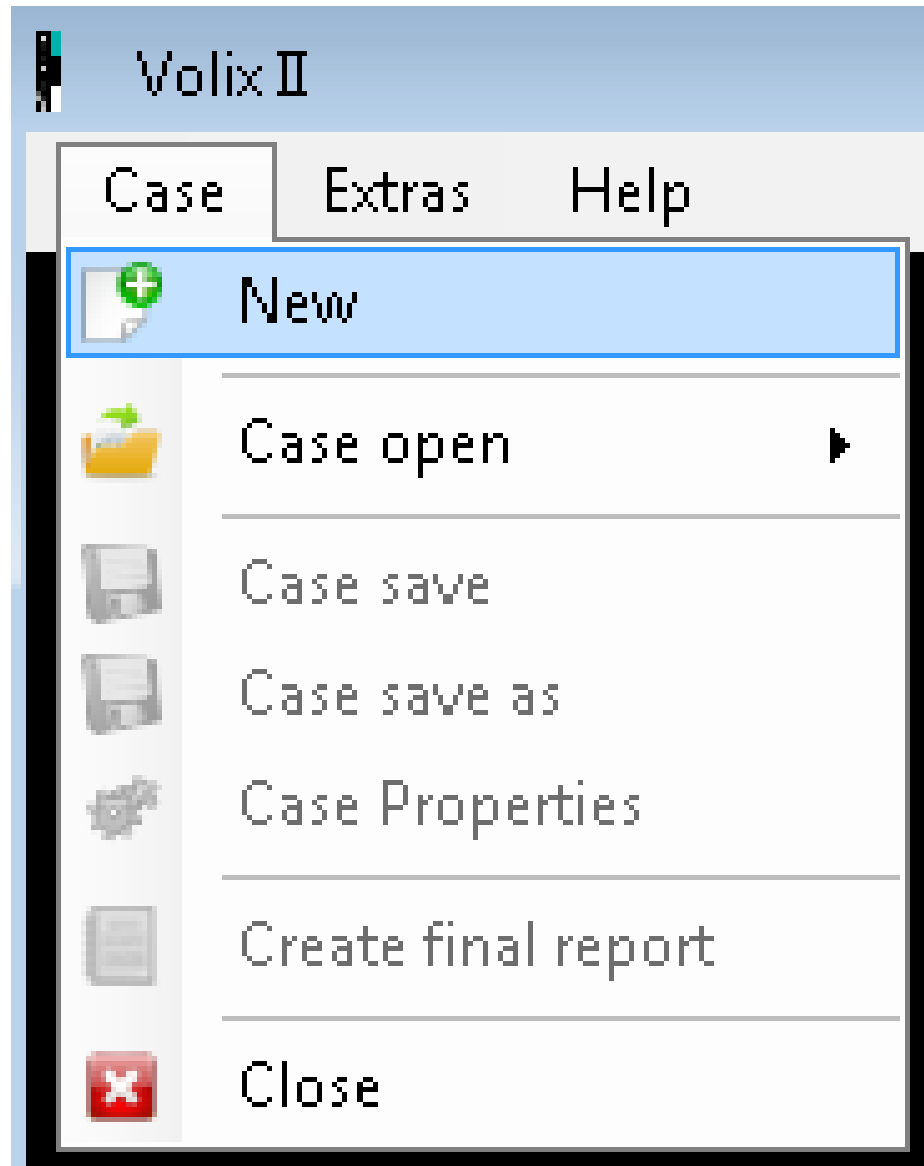 Volix II
Case Extras Help
New
Case open
Case save
Case save as
Case Properties
Create final report
Close